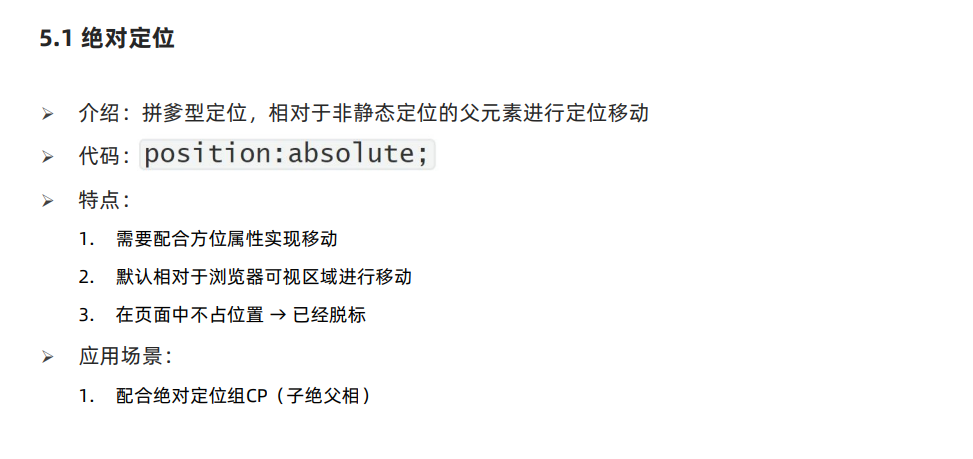 5.1 绝对定位
➢ 介绍：拼爹型定位，相对于非静态定位的父元素进行定位移动
➢ 代码：position:absolute;
➢ 特点：
1. 需要配合方位属性实现移动
2. 默认相对于浏览器可视区域进行移动
3. 在页面中不占位置 → 已经脱标
➢ 应用场景：
1. 配合绝对定位组CP（子绝父相）